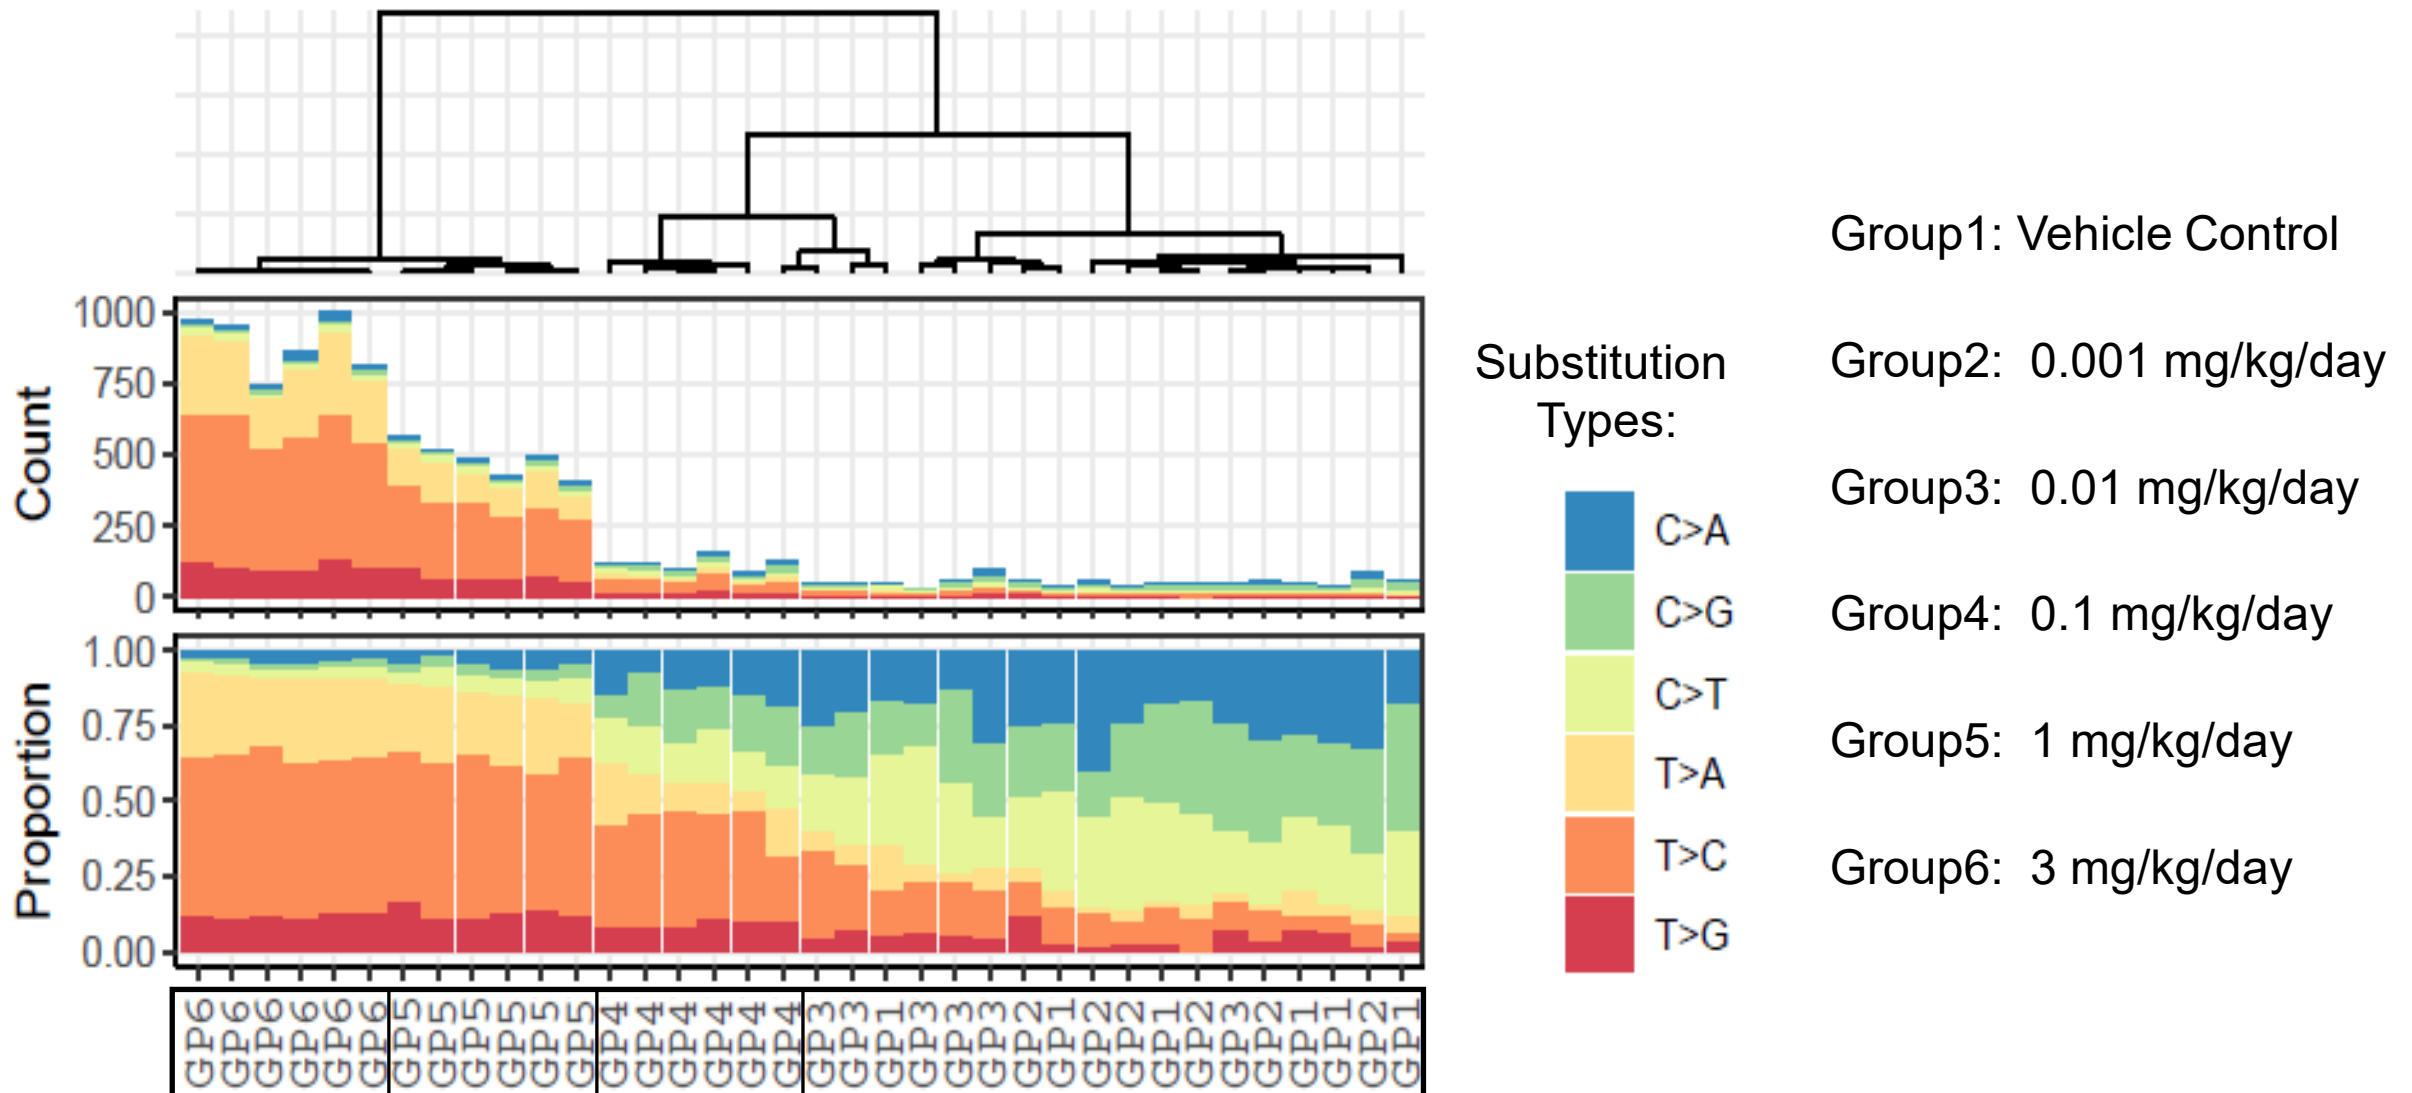 Count
1000
750
500
250
0
Proportion
1.00
0.75
0.50
0.25
0.00
GP6 GP6 GP6 GP6 GP6 GP6 GP5 GP5 GP5 GP5 GP5 GP5 GP4 GP4 GP4 GP4 GP4 GP4 GP3 GP3 GP1 GP3 GP3 GP3 GP2 GP1 GP2 GP2 GP1 GP2 GP3 GP2 GP1 GP1 GP2 GP1
Substitution
Types:
C>A
C>G
C>T
T>A
T>C
T>G
Group1: Vehicle Control
Group2: 0.001 mg/kg/day
Group3: 0.01 mg/kg/day
Group4: 0.1 mg/kg/day
Group5: 1 mg/kg/day
Group6: 3 mg/kg/day